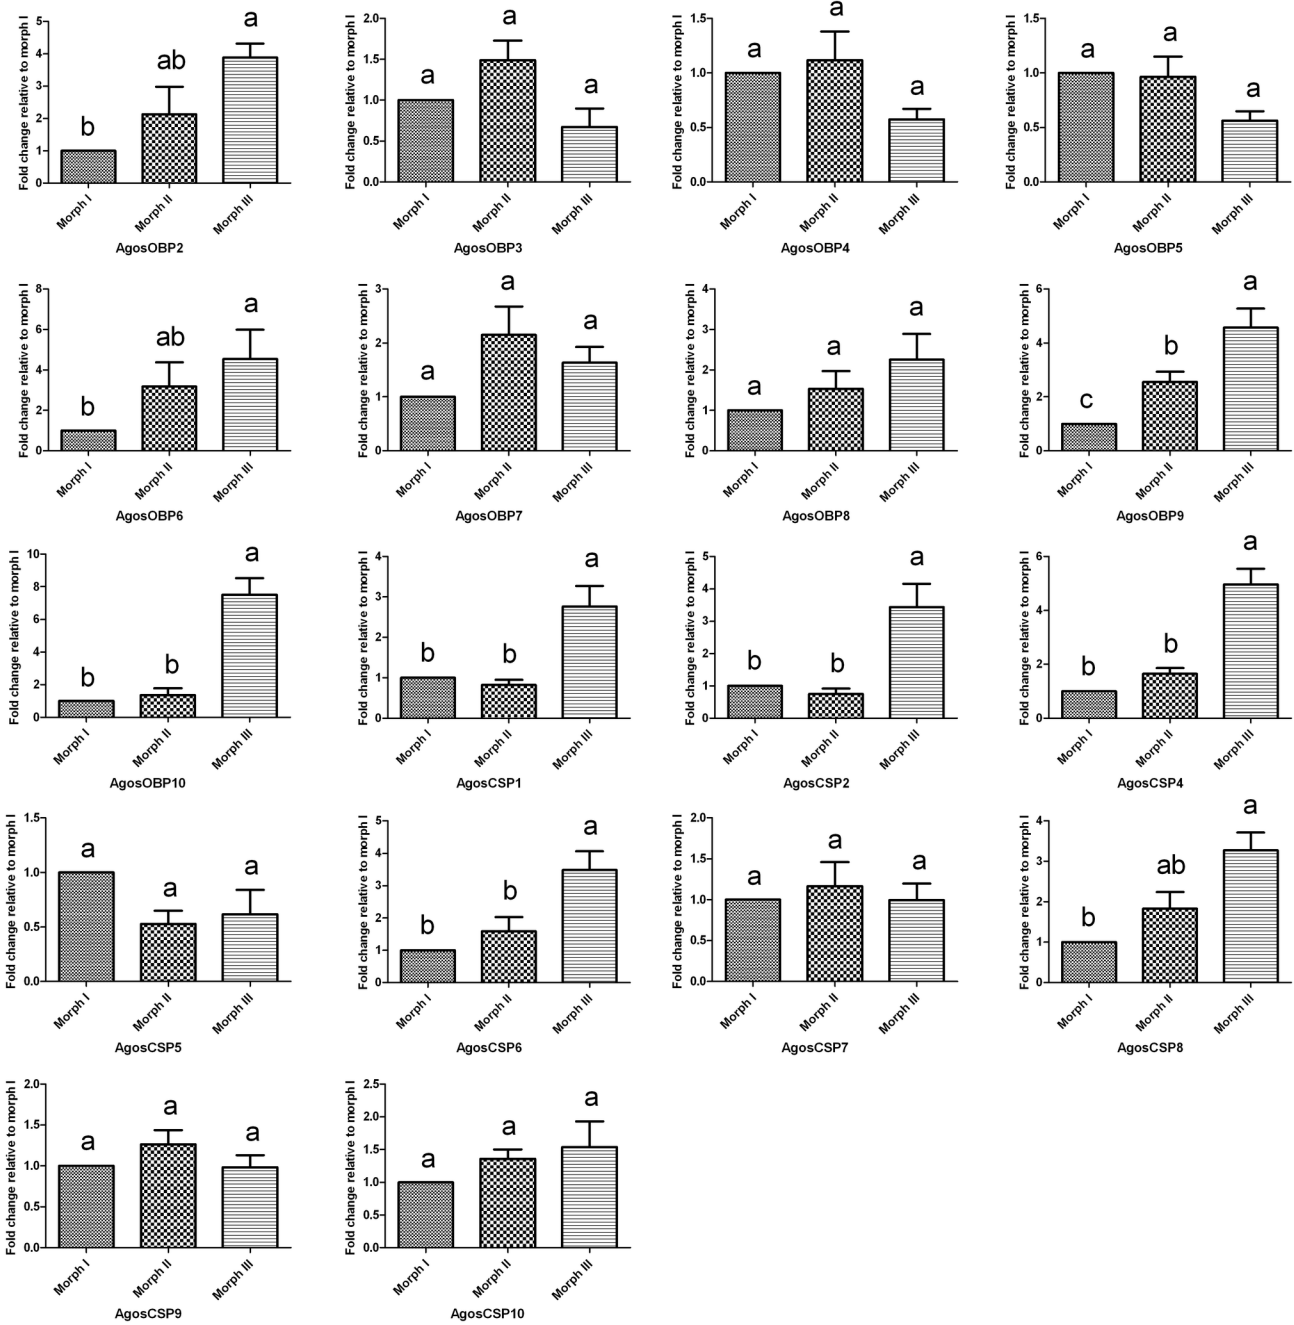 a
a
a
a
a
ab
b
a
a
a
a
a
a
a
Fold change relative to morph I
5
4
3
2
1
0
Morph I
Morph II
Morph III
AgosOBP2
Fold change relative to morph I
2.0
1.5
1.0
0.5
0.0
Morph I
Morph II
Morph III
AgosOBP3
Fold change relative to morph I
1.5
1.0
0.5
0.0
Morph I
Morph II
Morph III
AgosOBP4
Fold change relative to morph I
1.5
1.0
0.5
0.0
Morph I
Morph II
Morph III
AgosOBP5
Fold change relative to morph I
8
6
4
2
0
b
ab
a
Morph I
Morph II
Morph III
AgosOBP6
Fold change relative to morph I
3
2
1
0
a
a
a
Morph I
Morph II
Morph III
AgosOBP7
Fold change relative to morph I
4
3
2
1
0
a
a
a
Morph I
Morph II
Morph III
AgosOBP8
Fold change relative to morph I
6
4
2
0
c
b
a
Morph I
Morph II
Morph III
AgosOBP9
Fold change relative to morph I
10
8
6
4
2
0
b
b
a
Morph I
Morph II
Morph III
AgosOBP10
Fold change relative to morph I
4
3
2
1
0
b
b
a
Morph I
Morph II
Morph III
AgosCSP1
Fold change relative to morph I
5
4
3
2
1
0
b
b
a
Morph I
Morph II
Morph III
AgosCSP2
Fold change relative to morph I
6
4
2
0
b
b
a
Morph I
Morph II
Morph III
AgosCSP4
Fold change relative to morph I
1.5
1.0
0.5
0.0
a
a
a
Morph I
Morph II
Morph III
AgosCSP5
Fold change relative to morph I
5
4
3
2
1
0
b
b
a
Morph I
Morph II
Morph III
AgosCSP6
Fold change relative to morph I
2.0
1.5
1.0
0.5
0.0
a
a
a
Morph I
Morph II
Morph III
AgosCSP7
Fold change relative to morph I
4
3
2
1
0
b
ab
a
Morph I
Morph II
Morph III
AgosCSP8
Fold change relative to morph I
2.0
1.5
1.0
0.5
0.0
a
a
a
Morph I
Morph II
Morph III
AgosCSP9
Fold change relative to morph I
2.5
2.0
1.5
1.0
0.5
0.0
a
a
a
Morph I
Morph II
Morph III
AgosCSP10